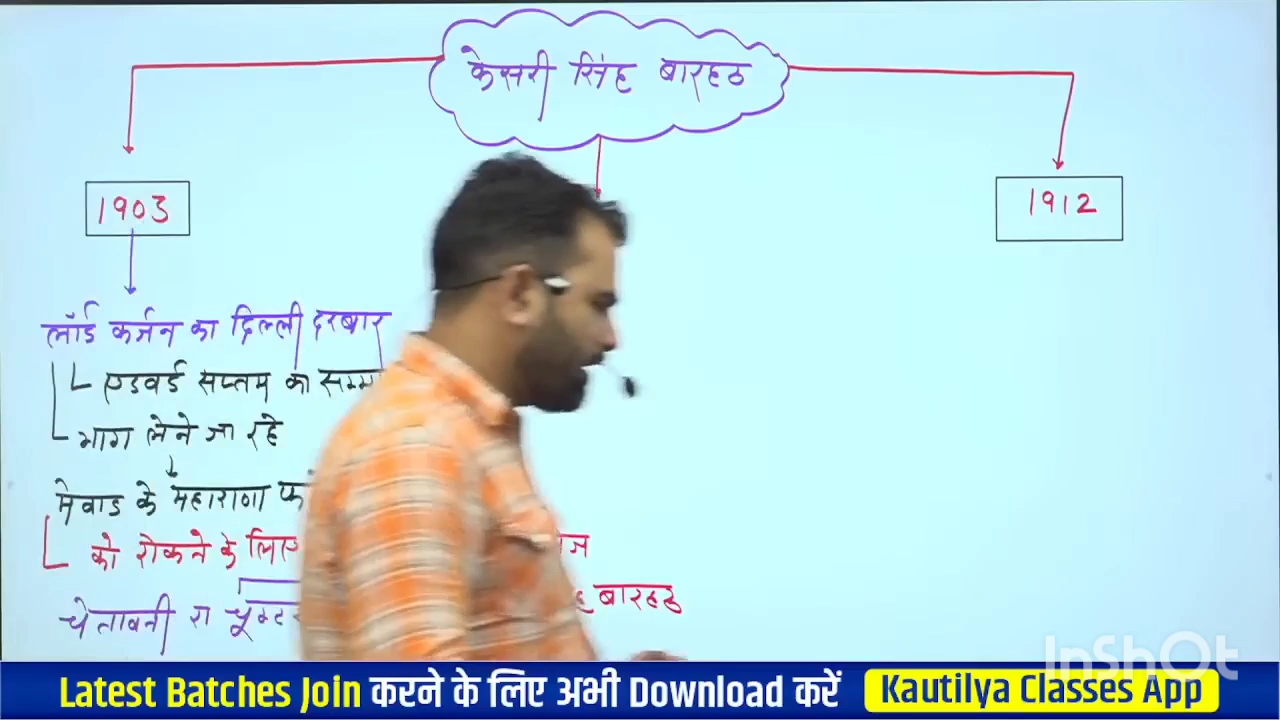 केसरी सिंह बारहठ
1903
1912
लॉर्ड कर्जन का दिल्ली दरबार
एडवर्ड सप्तम का
भाग लेने जा रहे
मेवाड के महाराणा
को रोकने के लिए
चेतावनी रा
बारहठ
InShOt
Latest Batches Join करने के लिए अभी Download करें Kautilya Classes App